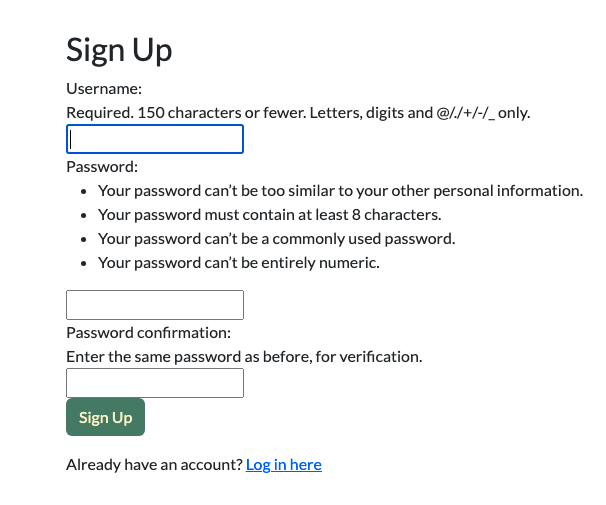 Sign Up
Username:
Required. 150 characters or fewer. Letters, digits and @/./+/-/_ only.
Password:
• Your password can’t be too similar to your other personal information.
• Your password must contain at least 8 characters.
• Your password can’t be a commonly used password.
• Your password can’t be entirely numeric.
Password confirmation:
Enter the same password as before, for verification.
Sign Up
Already have an account? Log in here